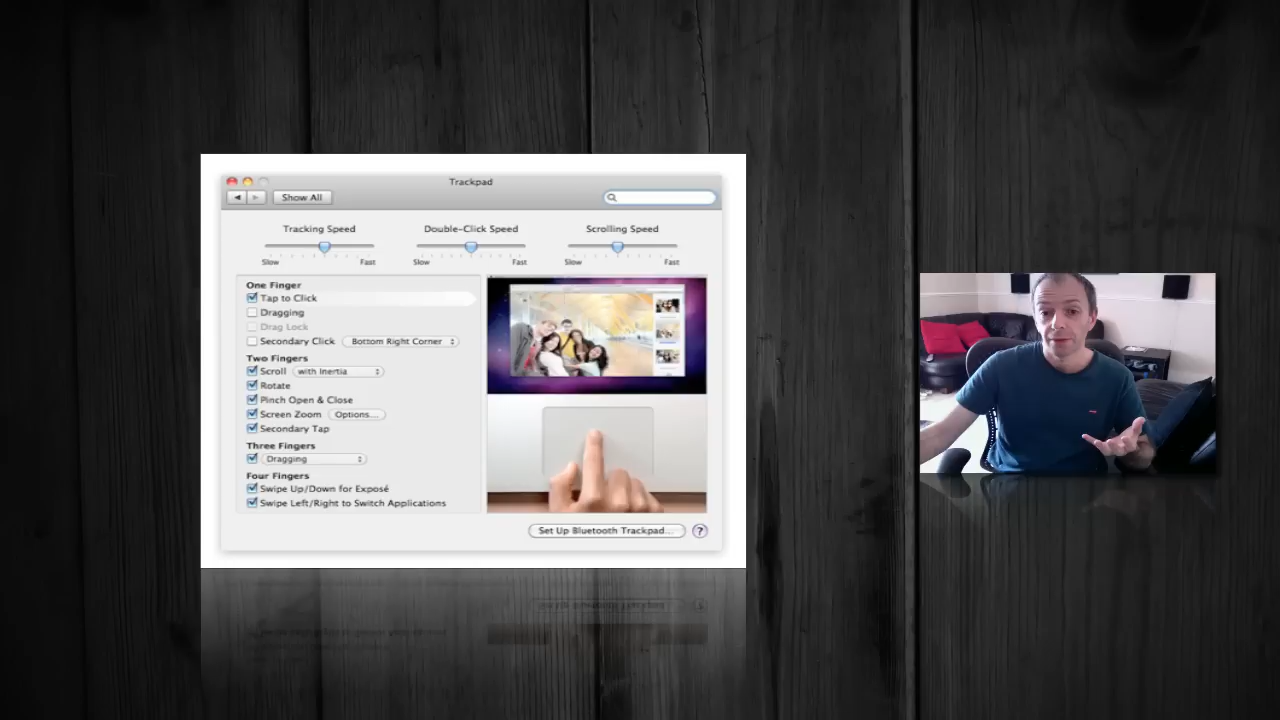 Trackpad
Show All
Tracking Speed
Double-Click Speed
Scrolling Speed
Slow Fast
Slow Fast
Slow Fast
One Finger
Tap to Click
Dragging
Drag Lock
Secondary Click Bottom Right Corner
Two Fingers
Scroll with Inertia
Rotate
Pinch Open & Close
Screen Zoom Options...
Secondary Tap
Three Fingers
Dragging
Four Fingers
Swipe Up/Down for Exposé
Swipe Left/Right to Switch Applications
Set Up Bluetooth Trackpad... ?